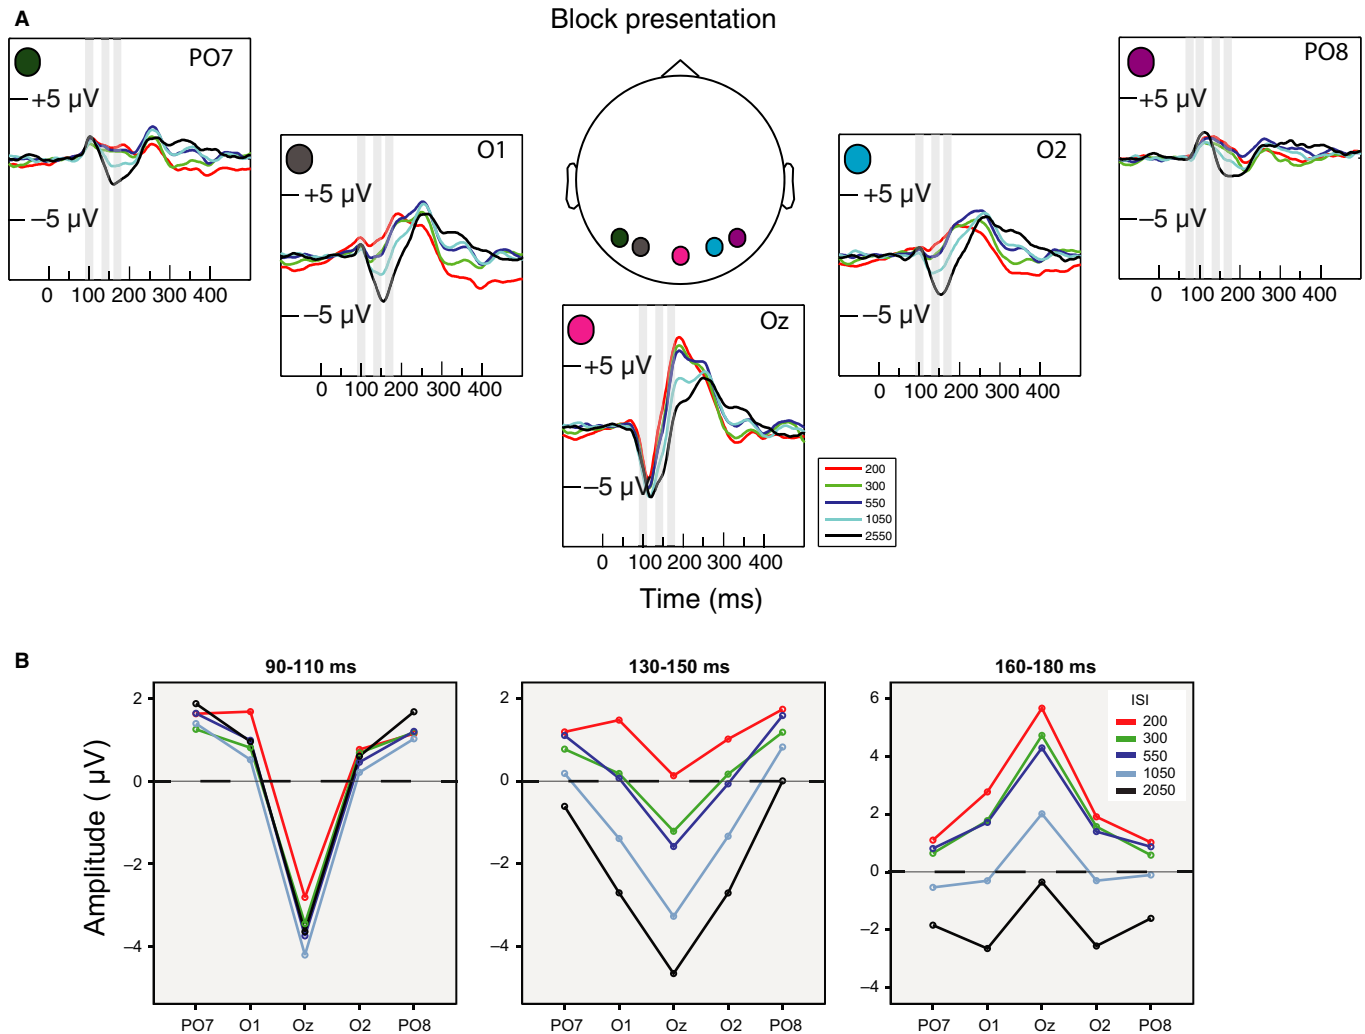 A
Block presentation
PO7
+5 µV
−5 µV
0 100 200 300 400
O1
+5 µV
−5 µV
0 100 200 300 400
Oz
+5 µV
−5 µV
0 100 200 300 400
O2
+5 µV
−5 µV
0 100 200 300 400
PO8
+5 µV
−5 µV
0 100 200 300 400
200
300
550
1050
2550
Time (ms)
B
90-110 ms
130-150 ms
160-180 ms
Amplitude ( µV)
2
0
−2
−4
PO7 O1 Oz O2 PO8
2
0
−2
−4
PO7 O1 Oz O2 PO8
6
4
2
0
−2
−4
PO7 O1 Oz O2 PO8
ISI
200
300
550
1050
2050